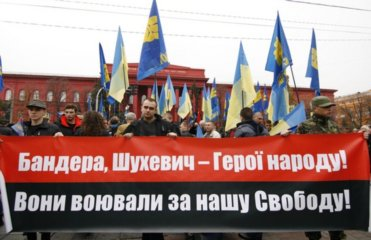 Бандера, Шухевич – Герої народу!
Вони воювали за нашу Свободу!